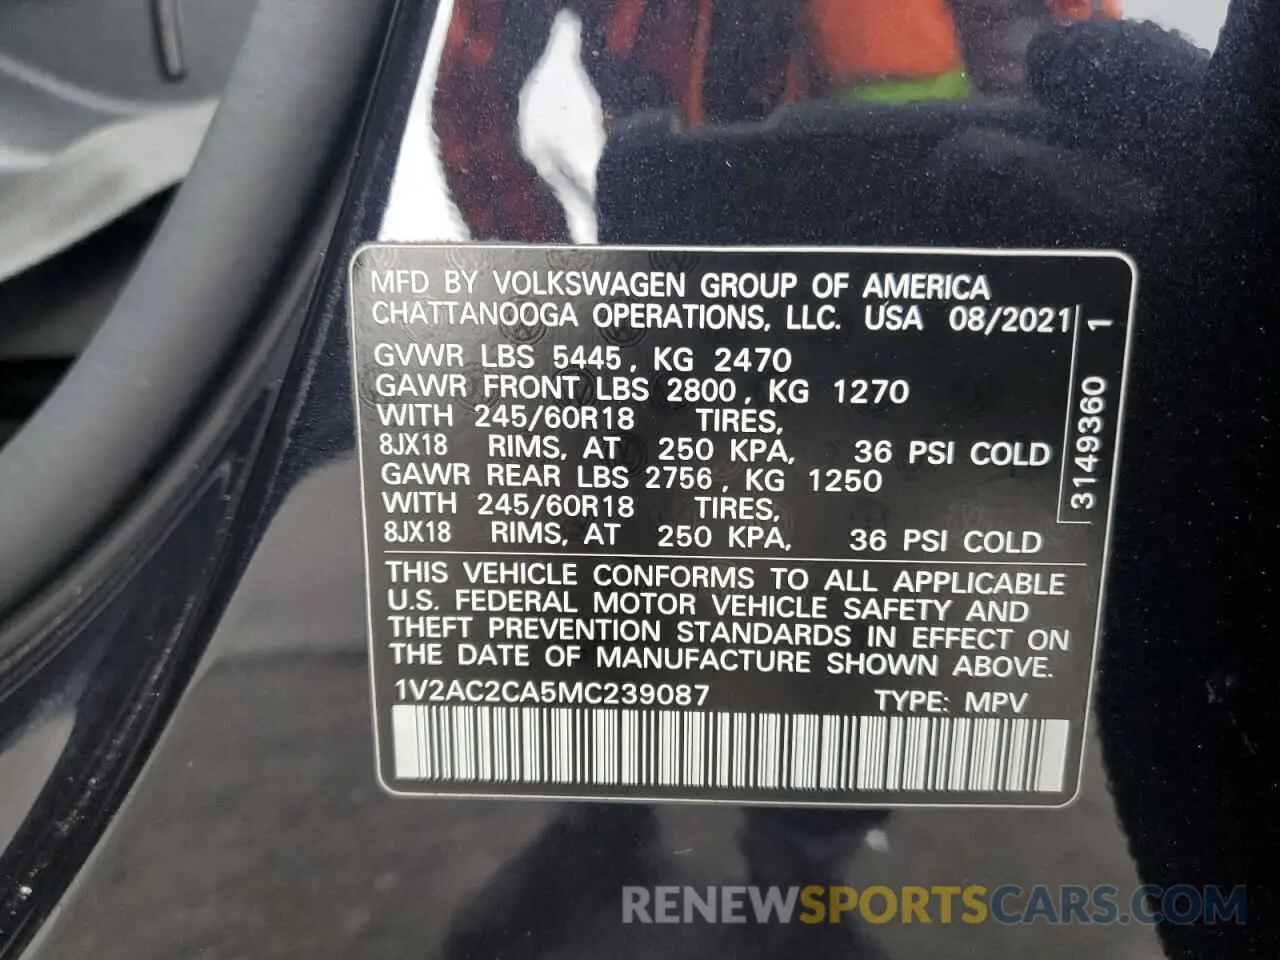 MFD BY VOLKSWAGEN GROUP OF AMERICA
CHATTANOOGA OPERATIONS, LLC. USA 08/2021
GVWR LBS 5445, KG 2470
GAWR FRONT LBS 2800, KG 1270
WITH 245/60R18 TIRES,
8JX18 RIMS, AT 250 KPA, 36 PSI COLD
GAWR REAR LBS 2756, KG 1250
WITH 245/60R18 TIRES,
8JX18 RIMS, AT 250 KPA, 36 PSI COLD
3149360 1
THIS VEHICLE CONFORMS TO ALL APPLICABLE
U.S. FEDERAL MOTOR VEHICLE SAFETY AND
THEFT PREVENTION STANDARDS IN EFFECT ON
THE DATE OF MANUFACTURE SHOWN ABOVE.
1V2AC2CA5MC239087 TYPE: MPV
RENEWSPORTSCARS.COM